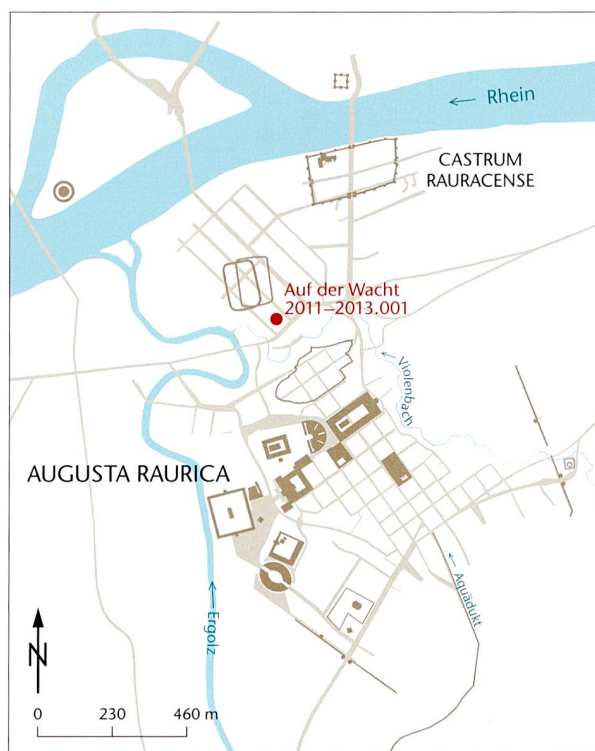 ← Rhein
CASTRUM
RAURACENSE
Auf der Wacht
2011–2013.001
← Violenbach
AUGUSTA RAURICA
← Aquädukt
← Ergolz
N
0 230 460 m